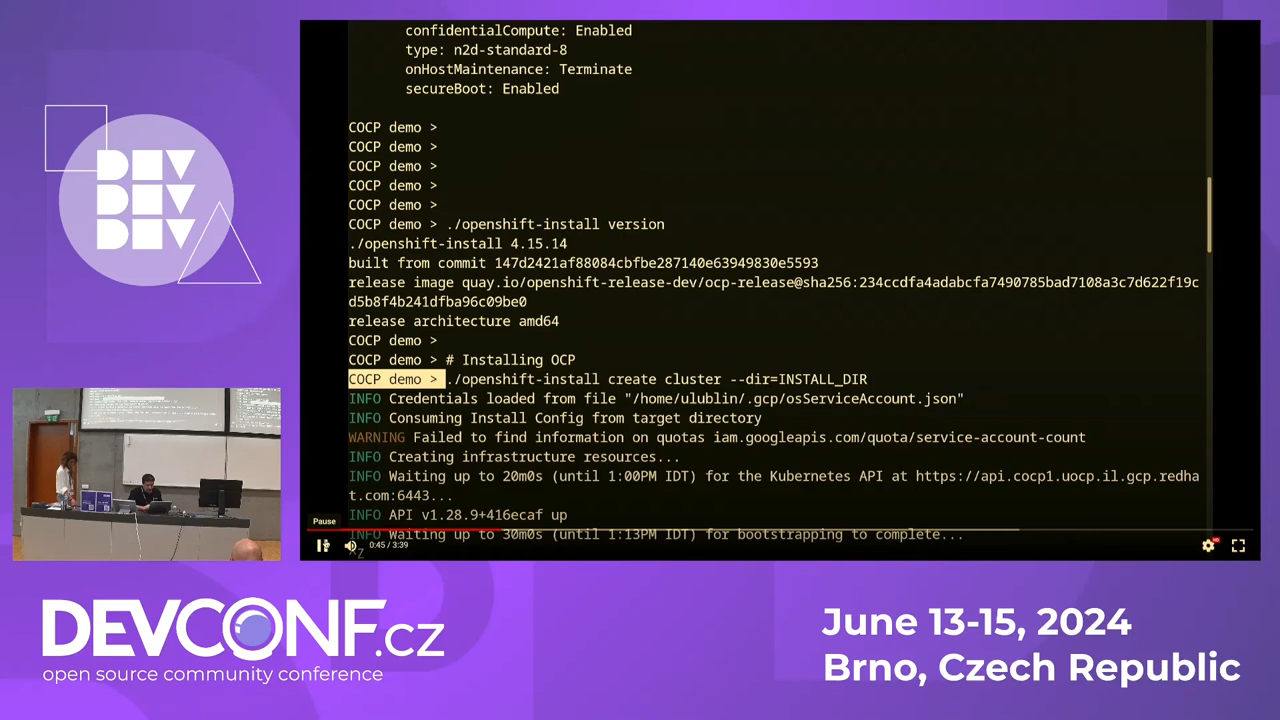 confidentialCompute: Enabled
type: n2d-standard-8
onHostMaintenance: Terminate
secureBoot: Enabled
COCP demo >
COCP demo >
COCP demo >
COCP demo >
COCP demo >
COCP demo > ./openshift-install version
./openshift-install 4.15.14
built from commit 147d2421af88084cbfbe287140e63949830e5593
release image quay.io/openshift-release-dev/ocp-release@sha256:234ccdfa4adabcfa7490785bad7108a3c7d622f19c
d5b8f4b241dfba96c09be0
release architecture amd64
COCP demo >
COCP demo > # Installing OCP
COCP demo > ./openshift-install create cluster --dir=INSTALL_DIR
INFO Credentials loaded from file "/home/ulublin/.gcp/osServiceAccount.json"
INFO Consuming Install Config from target directory
WARNING Failed to find information on quotas iam.googleapis.com/quota/service-account-count
INFO Creating infrastructure resources...
INFO Waiting up to 20m0s (until 1:00PM IDT) for the Kubernetes API at https://api.cocp1.uocp.il.gcp.redha
t.com:6443...
INFO API v1.28.9+416ecaf up
Pause
INFO Waiting up to 30m0s (until 1:13PM IDT) for bootstrapping to complete...
0:45 / 3:39
^Z
HD
DEV
DEV
DEV
DEVCONF.cz
open source community conference
June 13-15, 2024
Brno, Czech Republic